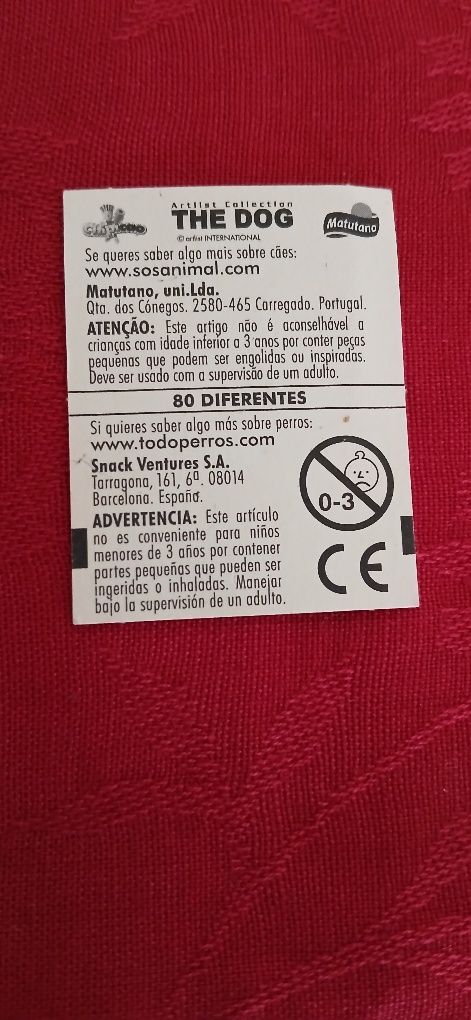 Artlist Collection
THE DOG
© artlist INTERNATIONAL
Matutano
Se queres saber algo mais sobre cães:
www.sosanimal.com
Matutano, uni.Lda.
Qta. dos Cónegos. 2580-465 Carregado. Portugal.
ATENÇÃO: Este artigo não é aconselhável a
crianças com idade inferior a 3 anos por conter peças
pequenas que podem ser engolidas ou inspiradas.
Deve ser usado com a supervisão de um adulto.
80 DIFERENTES
Si quieres saber algo más sobre perros:
www.todoperros.com
Snack Ventures S.A.
Tarragona, 161, 6º. 08014
Barcelona. España.
ADVERTENCIA: Este artículo
no es conveniente para niños
menores de 3 años por contener
partes pequeñas que pueden ser
ingeridas o inhaladas. Manejar
bajo la supervisión de un adulto.
0-3
CE